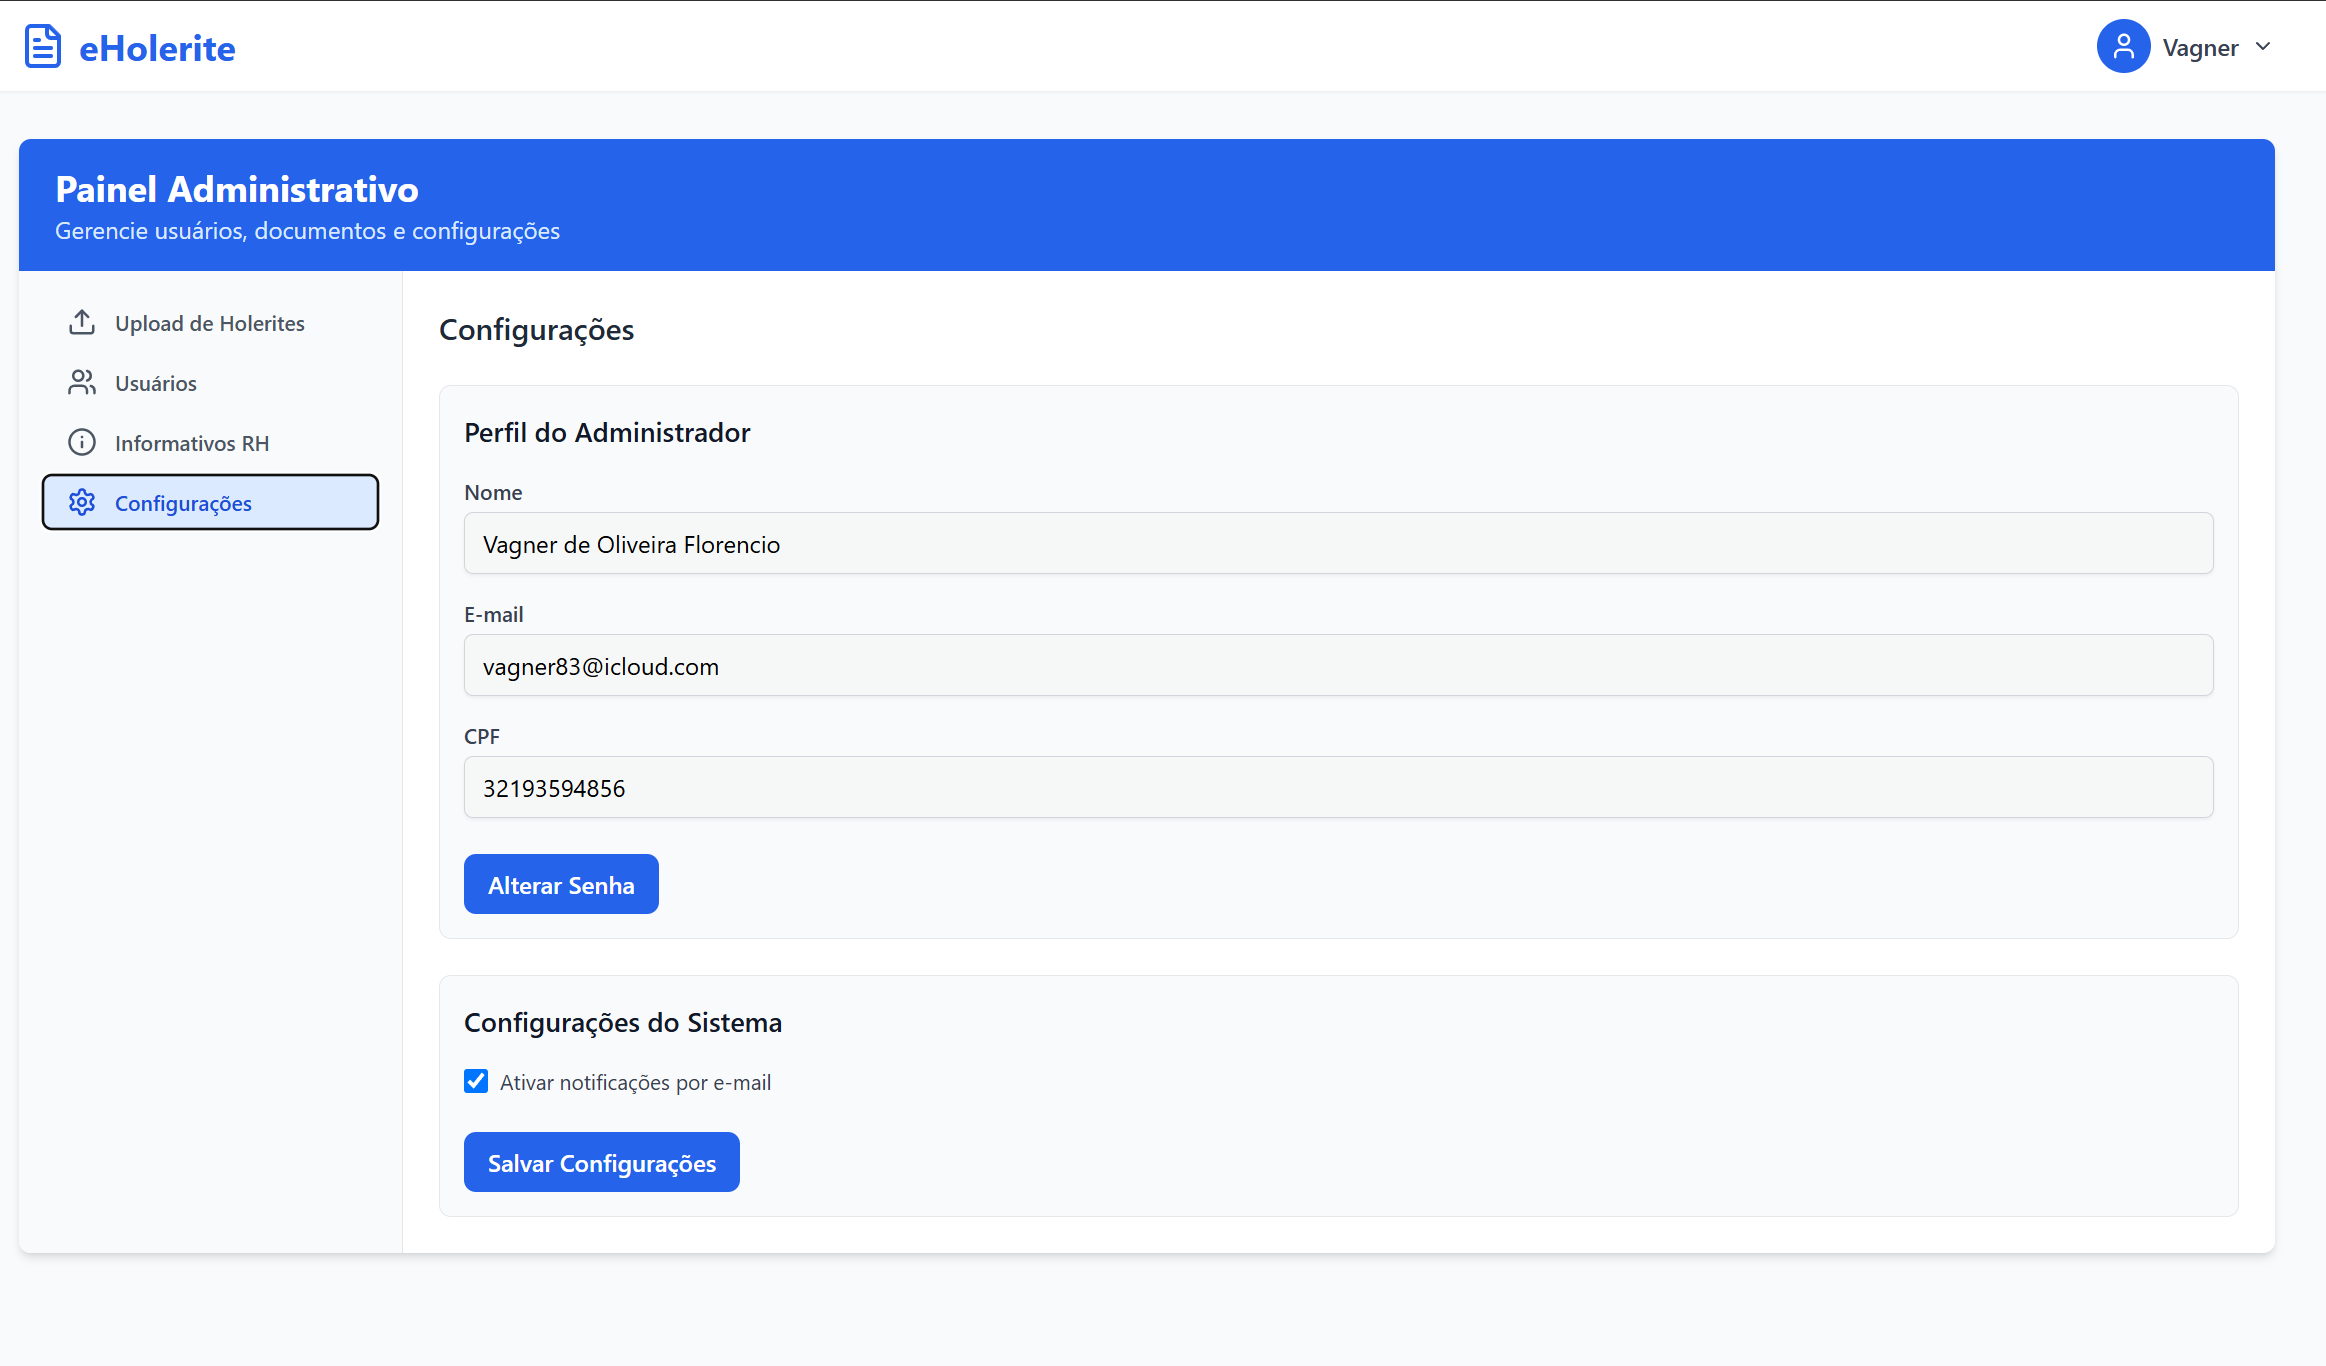 eHolerite
Vagner
Painel Administrativo
Gerencie usuários, documentos e configurações
Upload de Holerites
Usuários
Informativos RH
Configurações
Configurações
Perfil do Administrador
Nome
Vagner de Oliveira Florencio
E-mail
vagner83@icloud.com
CPF
32193594856
Alterar Senha
Configurações do Sistema
Ativar notificações por e-mail
Salvar Configurações